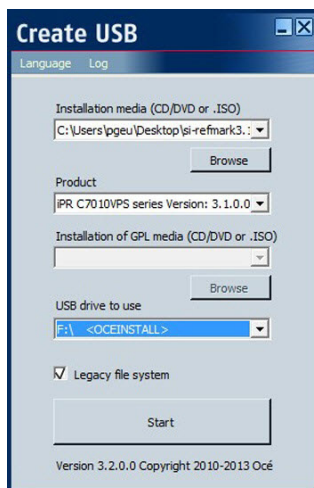 Create USB
Language Log
Installation media (CD/DVD or .ISO)
C:\Users\pgeu\Desktop\si-refmark3.1
Browse
Product
iPR C7010VPS series Version: 3.1.0.0
Installation of GPL media (CD/DVD or .ISO)
Browse
USB drive to use
F:\ <OCEINSTALL>
Legacy file system
Start
Version 3.2.0.0 Copyright 2010-2013 Océ